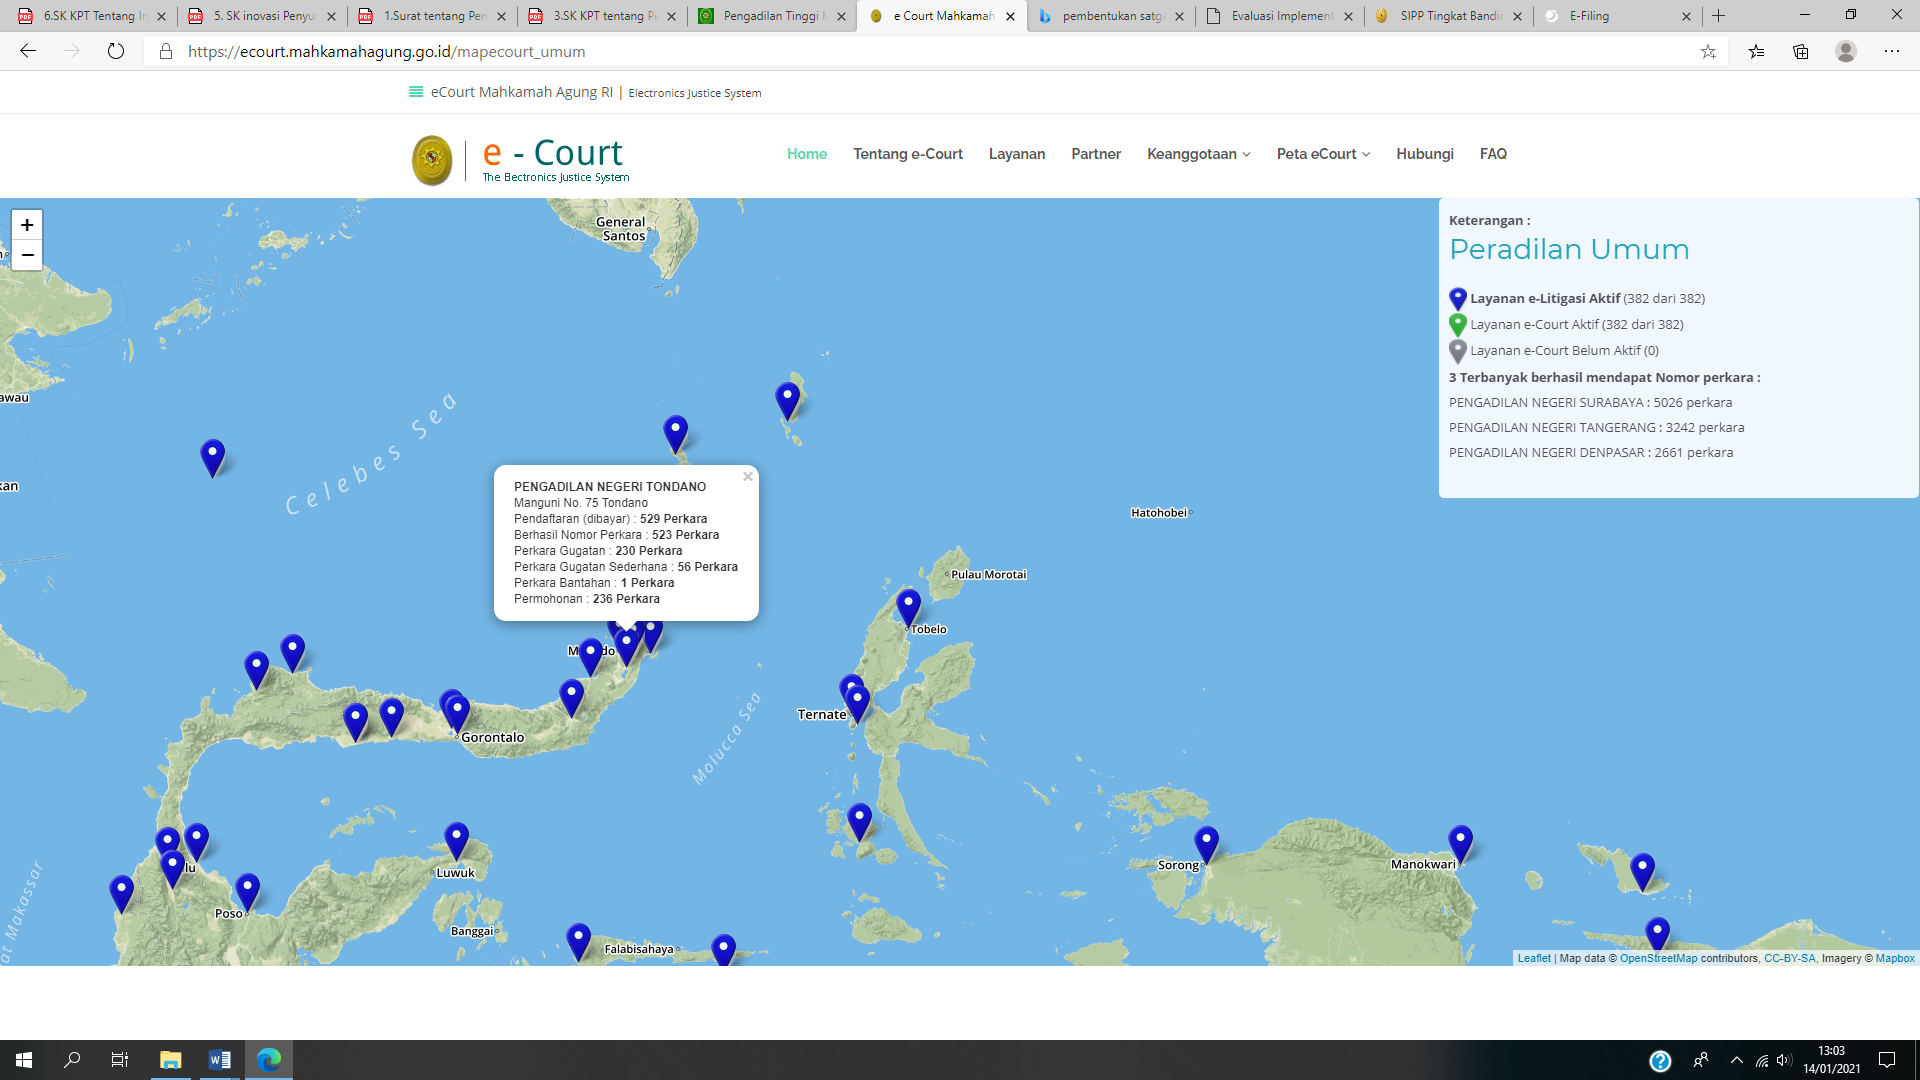 6.SK KPT Tentang In
5. SK inovasi Penyu
1.Surat tentang Pen
3.SK KPT tentang Pe
Pengadilan Tinggi M
e Court Mahkamah
pembentukan satga
Evaluasi Implement
SIPP Tingkat Bandi
E-Filing
https://ecourt.mahkamahagung.go.id/mapecourt_umum
eCourt Mahkamah Agung RI | Electronics Justice System
e - Court
The Electronics Justice System
Home
Tentang e-Court
Layanan
Partner
Keanggotaan
Peta eCourt
Hubungi
FAQ
+
−
General
Santos
Keterangan :
Peradilan Umum
Layanan e-Litigasi Aktif (382 dari 382)
Layanan e-Court Aktif (382 dari 382)
Layanan e-Court Belum Aktif (0)
3 Terbanyak berhasil mendapat Nomor perkara :
PENGADILAN NEGERI SURABAYA : 5026 perkara
PENGADILAN NEGERI TANGERANG : 3242 perkara
PENGADILAN NEGERI DENPASAR : 2661 perkara
awau
Celebes Sea
kan
PENGADILAN NEGERI TONDANO
Manguni No. 75 Tondano
Pendaftaran (dibayar) : 529 Perkara
Berhasil Nomor Perkara : 523 Perkara
Perkara Gugatan : 230 Perkara
Perkara Gugatan Sederhana : 56 Perkara
Perkara Bantahan : 1 Perkara
Permohonan : 236 Perkara
Hatohobei
Pulau Morotai
Tobelo
M do
Ternate
Gorontalo
Molucca Sea
lu
Luwuk
Poso
Banggai
Falabisahaya
Sorong
Manokwari
at Makassar
Leaflet | Map data © OpenStreetMap contributors, CC-BY-SA, Imagery © Mapbox
13:03
14/01/2021